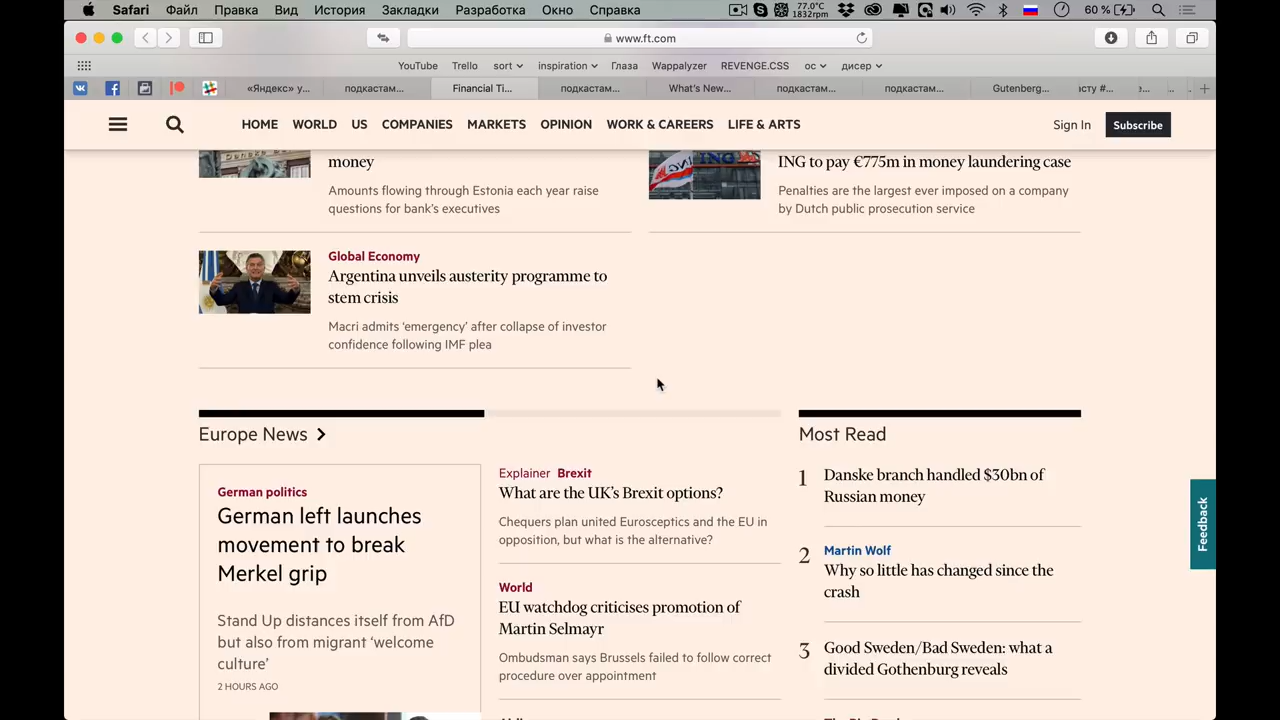 Safari Файл Правка Вид История Закладки Разработка Окно Справка 77.0°C 1832rpm 60 %
www.ft.com
YouTube Trello sort inspiration Глаза Wappalyzer REVENGE.CSS ос дисер
«Яндекс» у... подкастам... Financial Ti... подкастам... What's New... подкастам... подкастам... Gutenberg... асту #...
HOME WORLD US COMPANIES MARKETS OPINION WORK & CAREERS LIFE & ARTS Sign In Subscribe
money
Amounts flowing through Estonia each year raise
questions for bank's executives
ING to pay €775m in money laundering case
Penalties are the largest ever imposed on a company
by Dutch public prosecution service
Global Economy
Argentina unveils austerity programme to
stem crisis
Macri admits ‘emergency’ after collapse of investor
confidence following IMF plea
Europe News
German politics
German left launches
movement to break
Merkel grip
Stand Up distances itself from AfD
but also from migrant ‘welcome
culture’
2 HOURS AGO
Explainer Brexit
What are the UK's Brexit options?
Chequers plan united Eurosceptics and the EU in
opposition, but what is the alternative?
World
EU watchdog criticises promotion of
Martin Selmayr
Ombudsman says Brussels failed to follow correct
procedure over appointment
Most Read
1 Danske branch handled $30bn of
Russian money
Martin Wolf
2 Why so little has changed since the
crash
3 Good Sweden/Bad Sweden: what a
divided Gothenburg reveals
Feedback